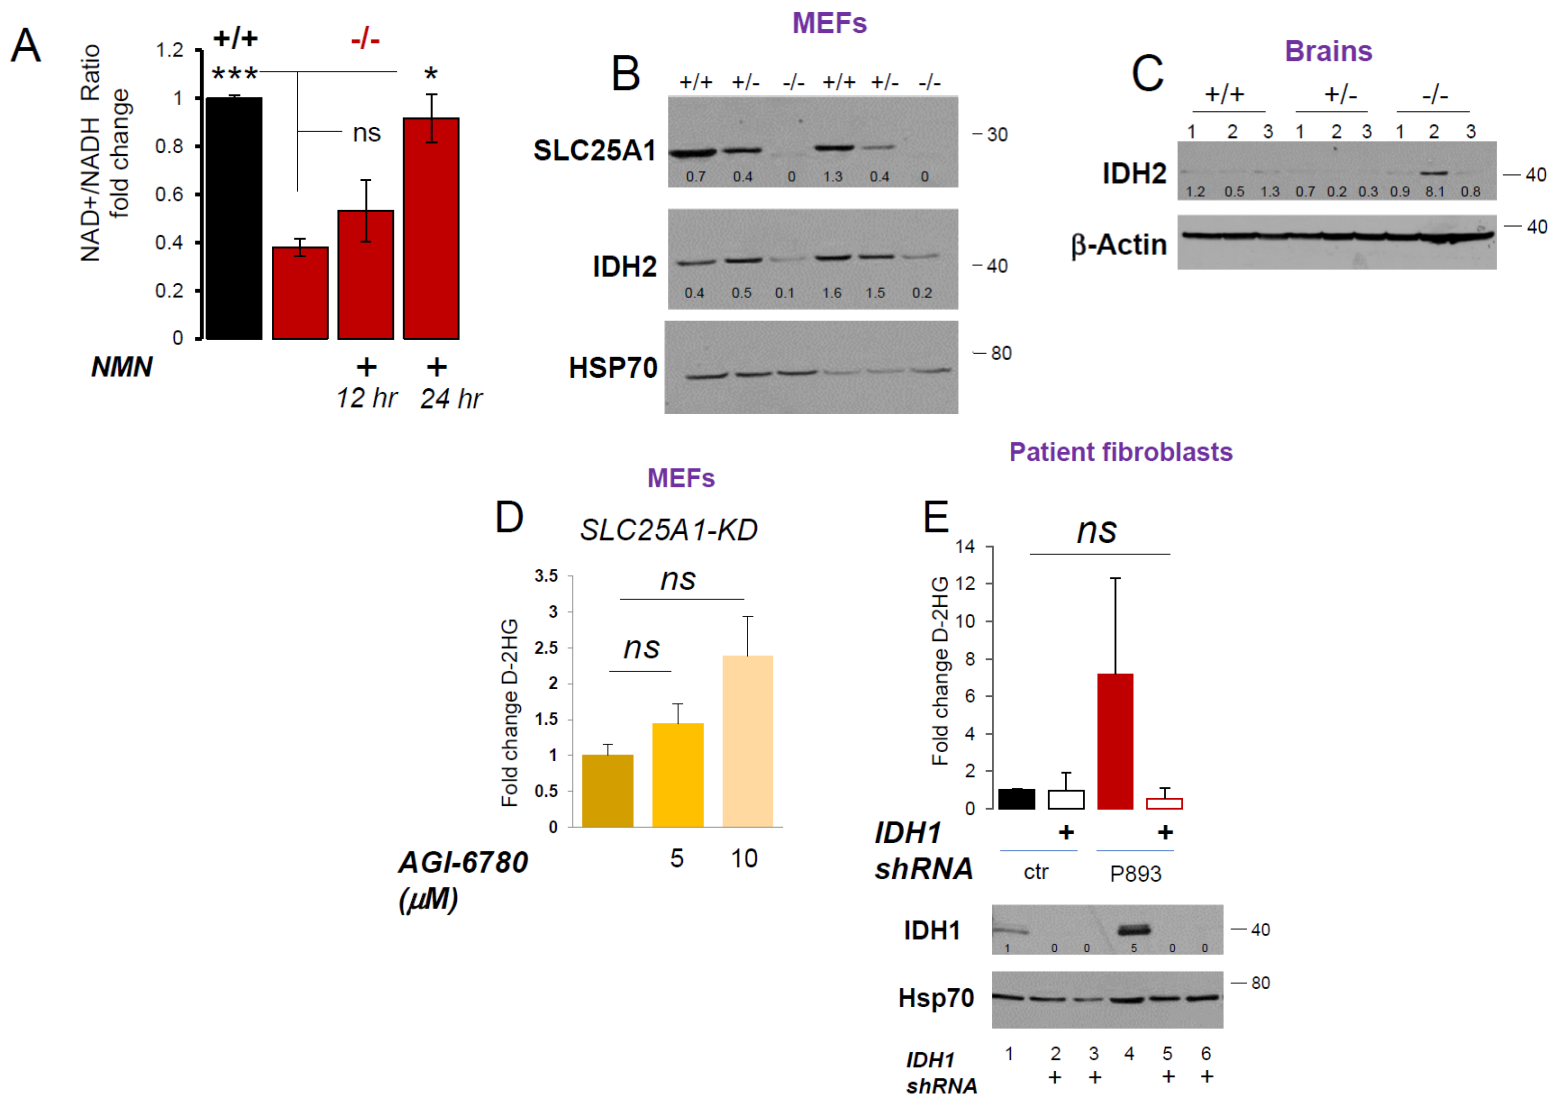 A
+/+ -/-
NAD+/NADH Ratio
fold change
1.2
1
0.8
0.6
0.4
0.2
0
*** *
ns
NMN + +
12 hr 24 hr
MEFs
B
+/+ +/- -/- +/+ +/- -/-
SLC25A1
30
0.7 0.4 0 1.3 0.4 0
IDH2
40
0.4 0.5 0.1 1.6 1.5 0.2
HSP70
80
Brains
C
+/+ +/- -/-
1 2 3 1 2 3 1 2 3
IDH2
40
1.2 0.5 1.3 0.7 0.2 0.3 0.9 8.1 0.8
β-Actin
40
MEFs
D
SLC25A1-KD
Fold change D-2HG
3.5
3
2.5
2
1.5
1
0.5
0
ns
ns
AGI-6780
(μM)
5 10
Patient fibroblasts
E
ns
Fold change D-2HG
14
12
10
8
6
4
2
0
IDH1
shRNA
+ +
ctr P893
IDH1
40
1 0 0 5 0 0
Hsp70
80
IDH1
shRNA
1 2 3 4 5 6
+ + + +